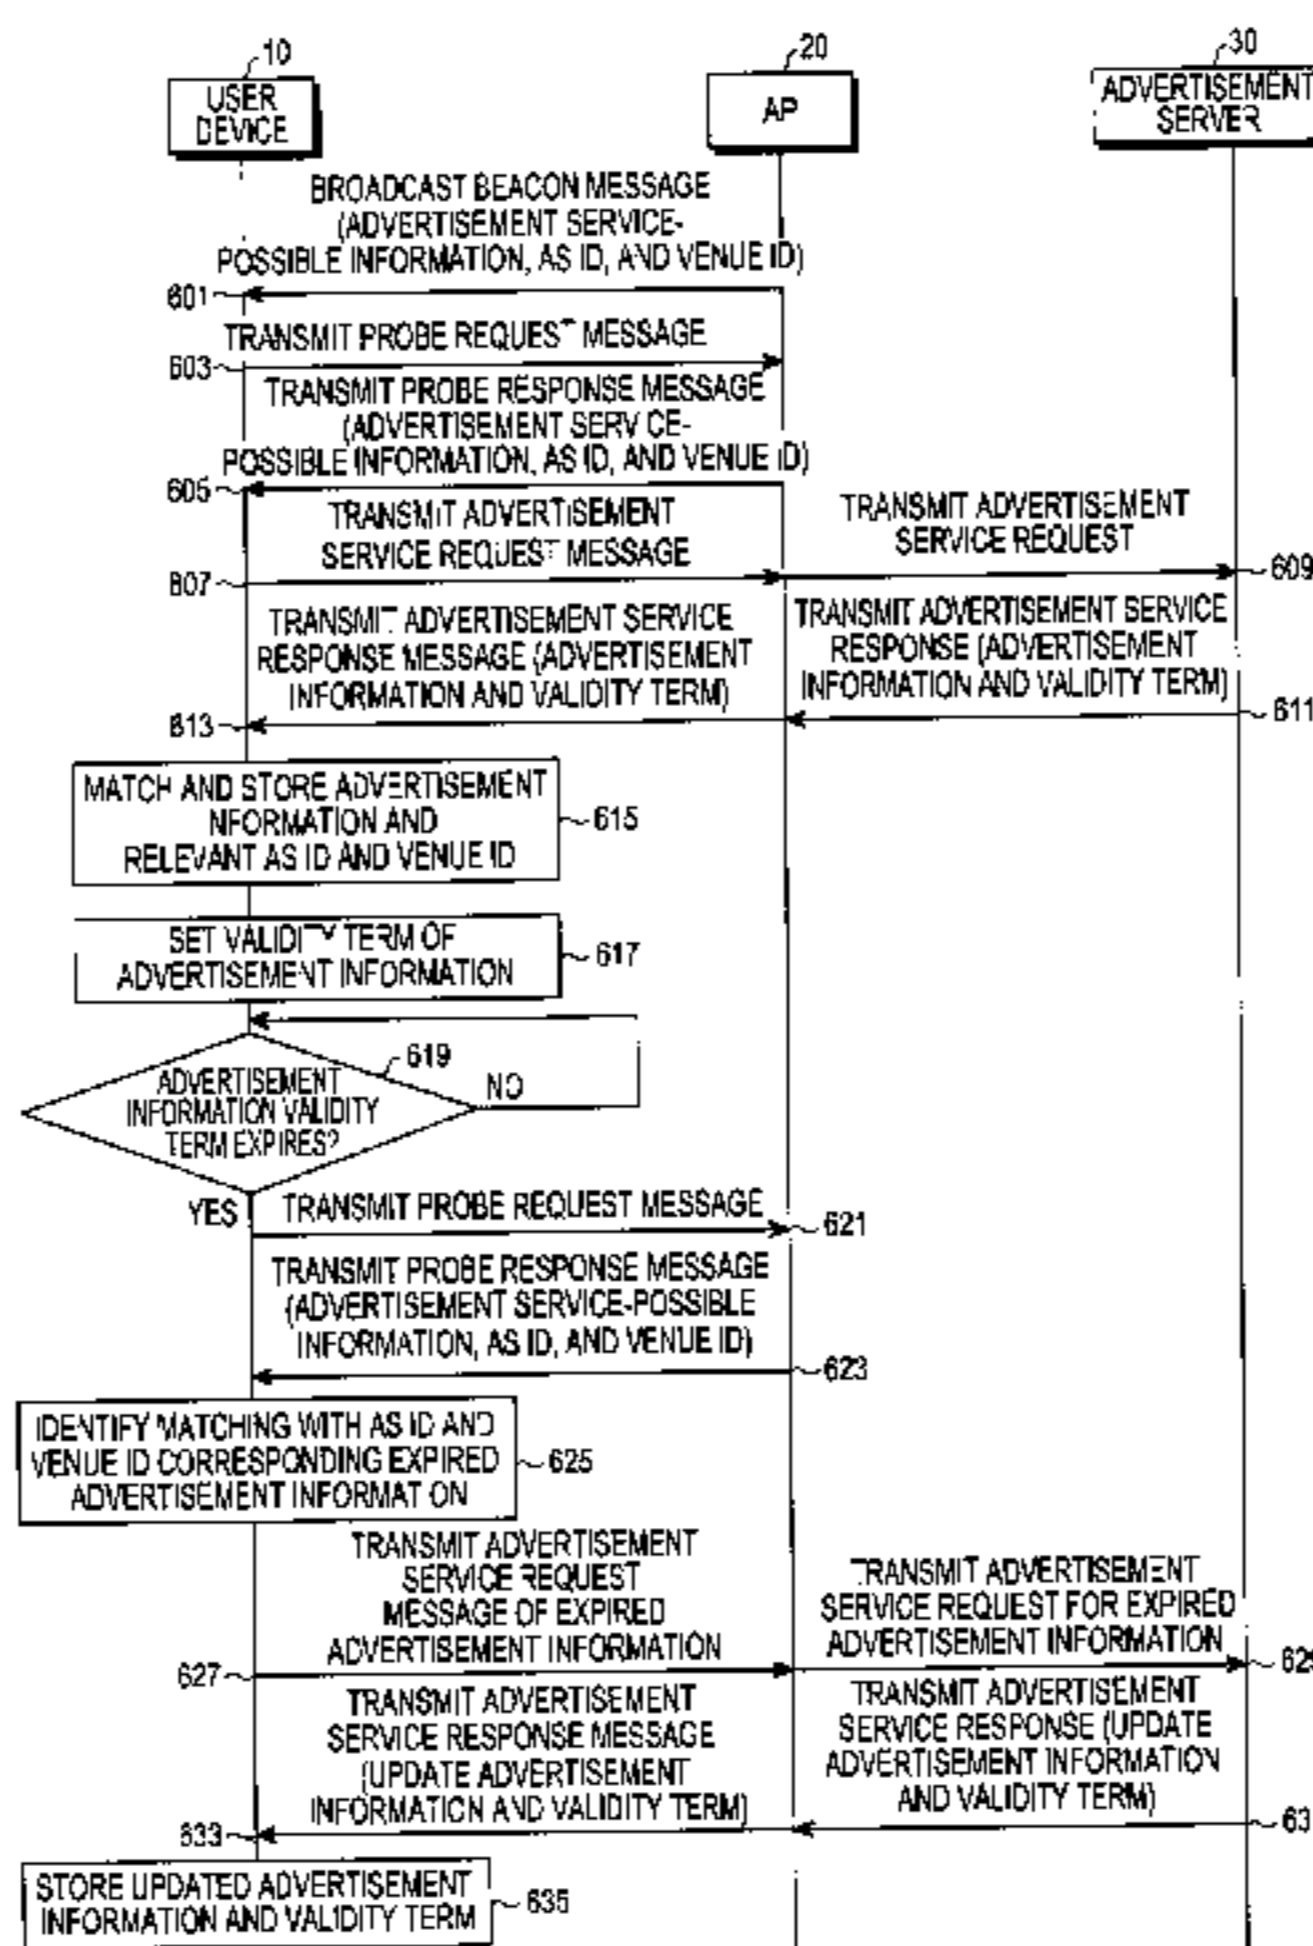 10
20
30
USER
DEVICE
AP
ADVERTISEMENT
SERVER
BROADCAST BEACON MESSAGE
(ADVERTISEMENT SERVICE-
POSSIBLE INFORMATION, AS ID, AND VENUE ID)
601
TRANSMIT PROBE REQUEST MESSAGE
603
TRANSMIT PROBE RESPONSE MESSAGE
(ADVERTISEMENT SERVICE-
POSSIBLE INFORMATION, AS ID, AND VENUE ID)
605
TRANSMIT ADVERTISEMENT
SERVICE REQUEST MESSAGE
607
TRANSMIT ADVERTISEMENT
SERVICE REQUEST
609
TRANSMIT ADVERTISEMENT SERVICE
RESPONSE MESSAGE (ADVERTISEMENT
INFORMATION AND VALIDITY TERM)
613
TRANSMIT ADVERTISEMENT SERVICE
RESPONSE (ADVERTISEMENT
INFORMATION AND VALIDITY TERM)
611
MATCH AND STORE ADVERTISEMENT
INFORMATION AND
RELEVANT AS ID AND VENUE ID
615
SET VALIDITY TERM OF
ADVERTISEMENT INFORMATION
617
619
ADVERTISEMENT
INFORMATION VALIDITY
TERM EXPIRES?
NO
YES
TRANSMIT PROBE REQUEST MESSAGE
621
TRANSMIT PROBE RESPONSE MESSAGE
(ADVERTISEMENT SERVICE-POSSIBLE
INFORMATION, AS ID, AND VENUE ID)
623
IDENTIFY MATCHING WITH AS ID AND
VENUE ID CORRESPONDING EXPIRED
ADVERTISEMENT INFORMATION
625
TRANSMIT ADVERTISEMENT
SERVICE REQUEST
MESSAGE OF EXPIRED
ADVERTISEMENT INFORMATION
627
TRANSMIT ADVERTISEMENT
SERVICE REQUEST FOR EXPIRED
ADVERTISEMENT INFORMATION
629
TRANSMIT ADVERTISEMENT
SERVICE RESPONSE MESSAGE
(UPDATE ADVERTISEMENT
INFORMATION AND VALIDITY TERM)
633
TRANSMIT ADVERTISEMENT
SERVICE RESPONSE (UPDATE
ADVERTISEMENT INFORMATION
AND VALIDITY TERM)
63
STORE UPDATED ADVERTISEMENT
INFORMATION AND VALIDITY TERM
635